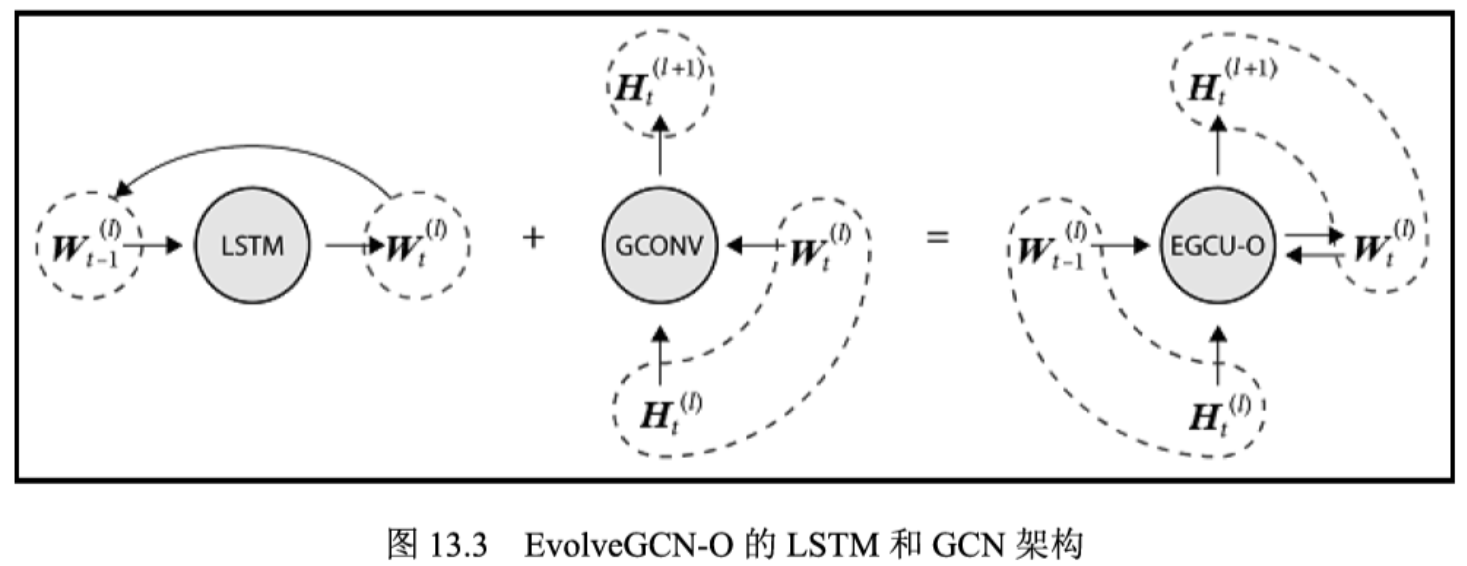 H_t^{(l+1)}
H_t^{(l+1)}
W_{t-1}^{(l)} LSTM W_t^{(l)} + GCONV W_t^{(l)} = W_{t-1}^{(l)} EGCU-O W_t^{(l)}
H_t^{(l)}
H_t^{(l)}
图 13.3 EvolveGCN-O 的 LSTM 和 GCN 架构